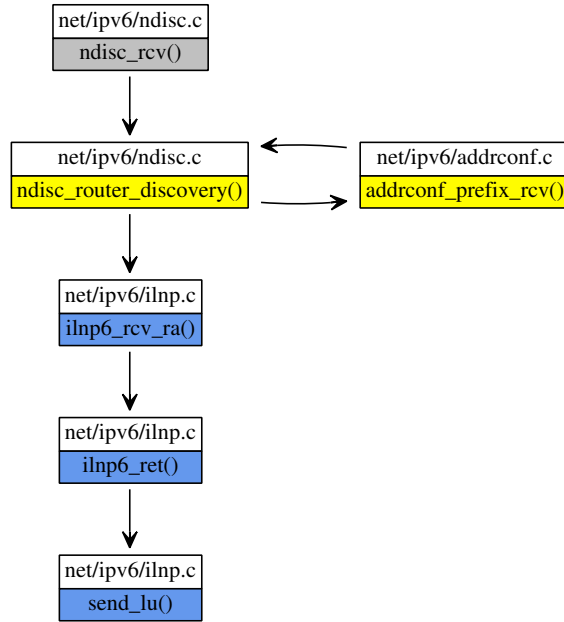 net/ipv6/ndisc.c
ndisc_rcv()
net/ipv6/ndisc.c
ndisc_router_discovery()
net/ipv6/addrconf.c
addrconf_prefix_rcv()
net/ipv6/ilnp.c
ilnp6_rcv_ra()
net/ipv6/ilnp.c
ilnp6_ret()
net/ipv6/ilnp.c
send_lu()